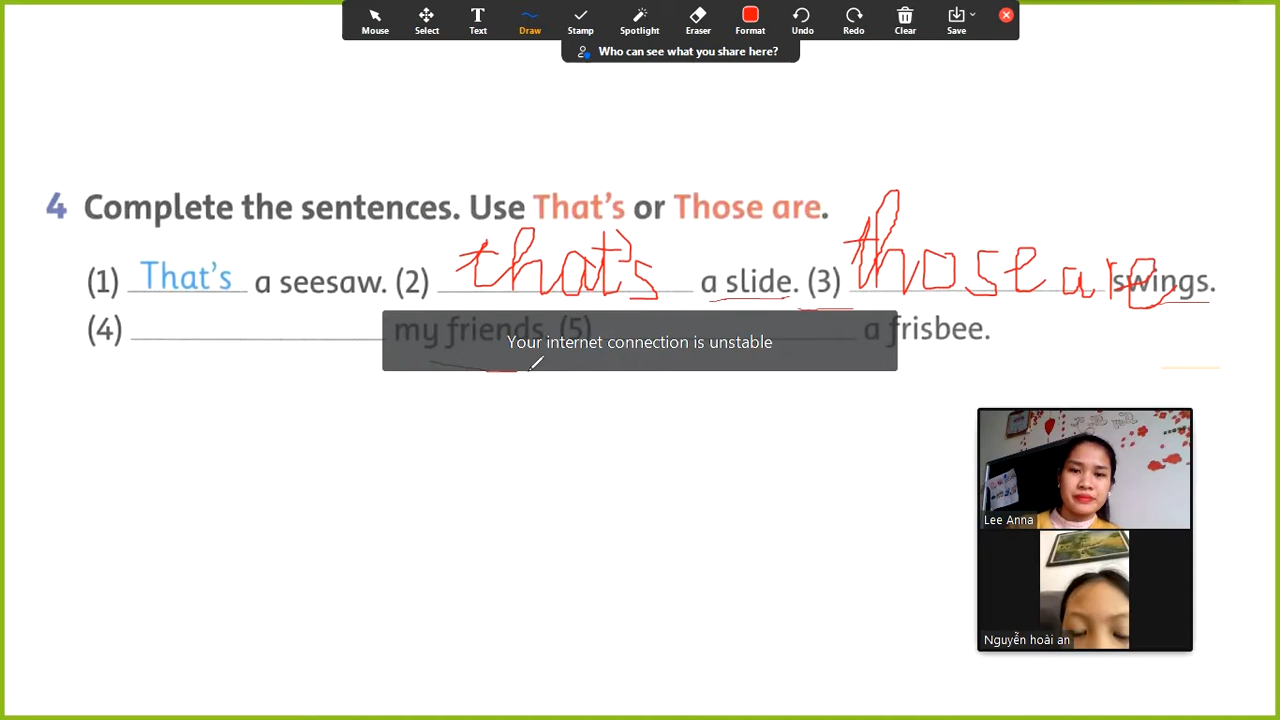 Mouse Select Text Draw Stamp Spotlight Eraser Format Undo Redo Clear Save
Who can see what you share here?
4 Complete the sentences. Use That's or Those are.
(1) That's a seesaw. (2) that's a slide. (3) those are swings.
(4) my friends. (5) a frisbee.
Your internet connection is unstable
Lee Anna
Nguyễn hoài an